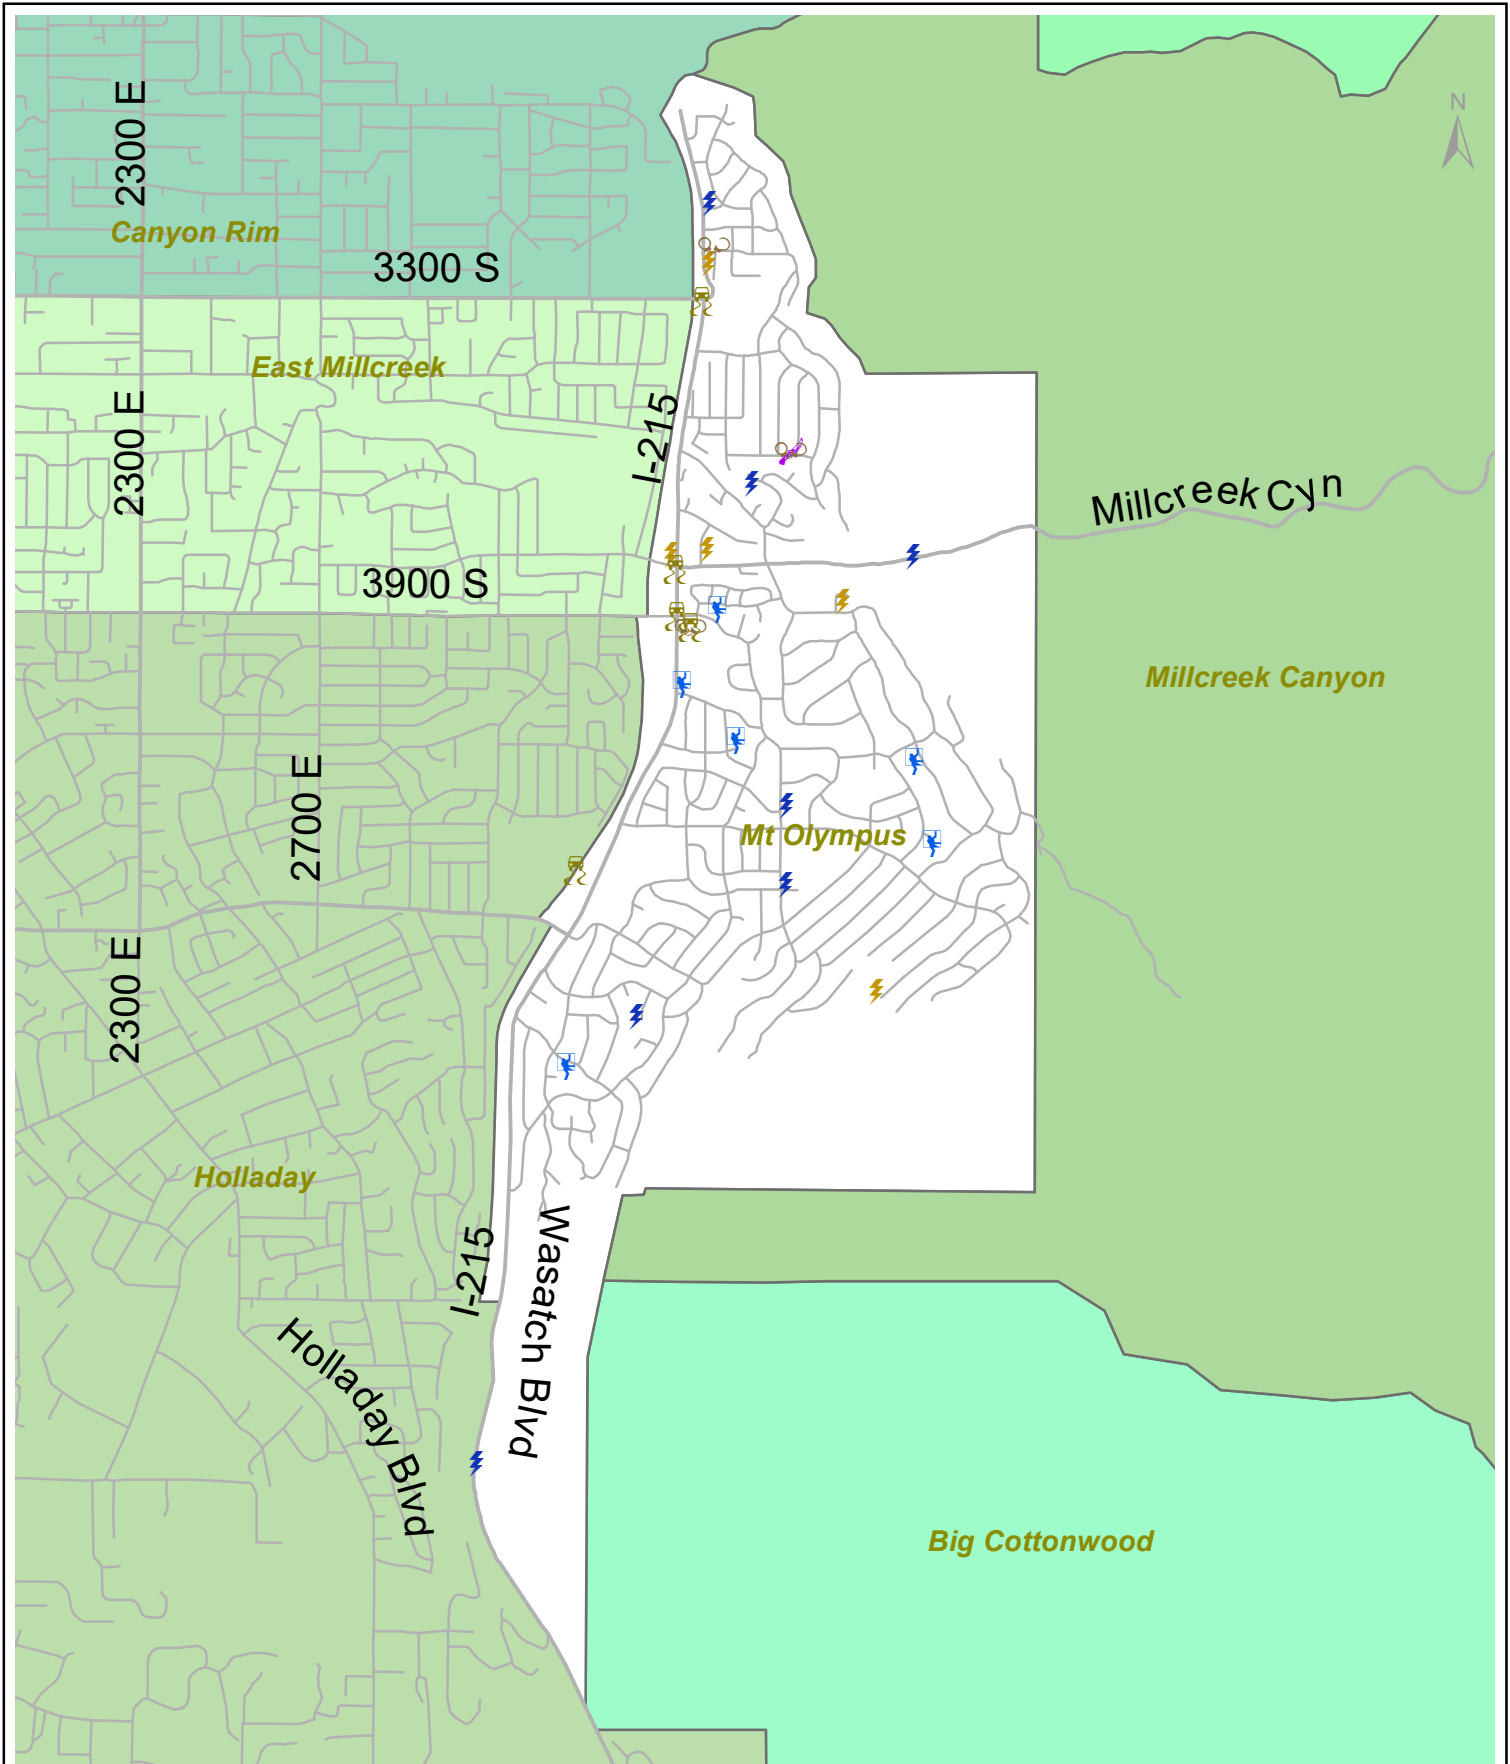 N
2300 E
Canyon Rim
3300 S
East Millcreek
2300 E
I-215
Millcreek Cyn
3900 S
Millcreek Canyon
2700 E
Mt Olympus
2300 E
Holladay
I-215
Wasatch Blvd
Holladay Blvd
Big Cottonwood